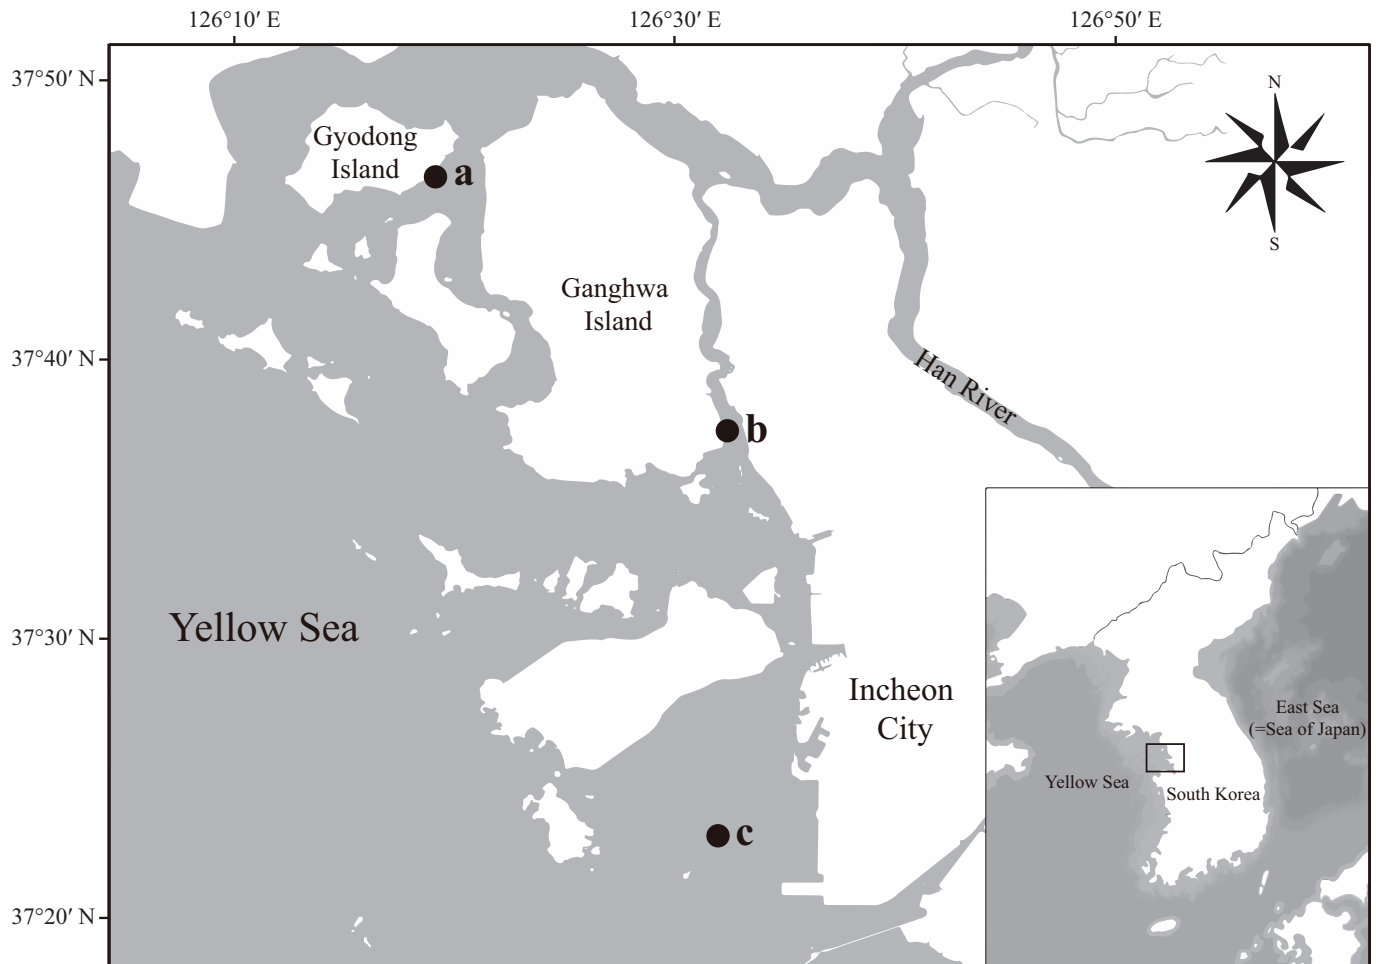 126°10′ E
126°30′ E
126°50′ E
37°50′ N
N
Gyodong
Island
a
S
Ganghwa
Island
37°40′ N
Han River
b
Yellow Sea
37°30′ N
Incheon
City
East Sea
(=Sea of Japan)
Yellow Sea
South Korea
c
37°20′ N